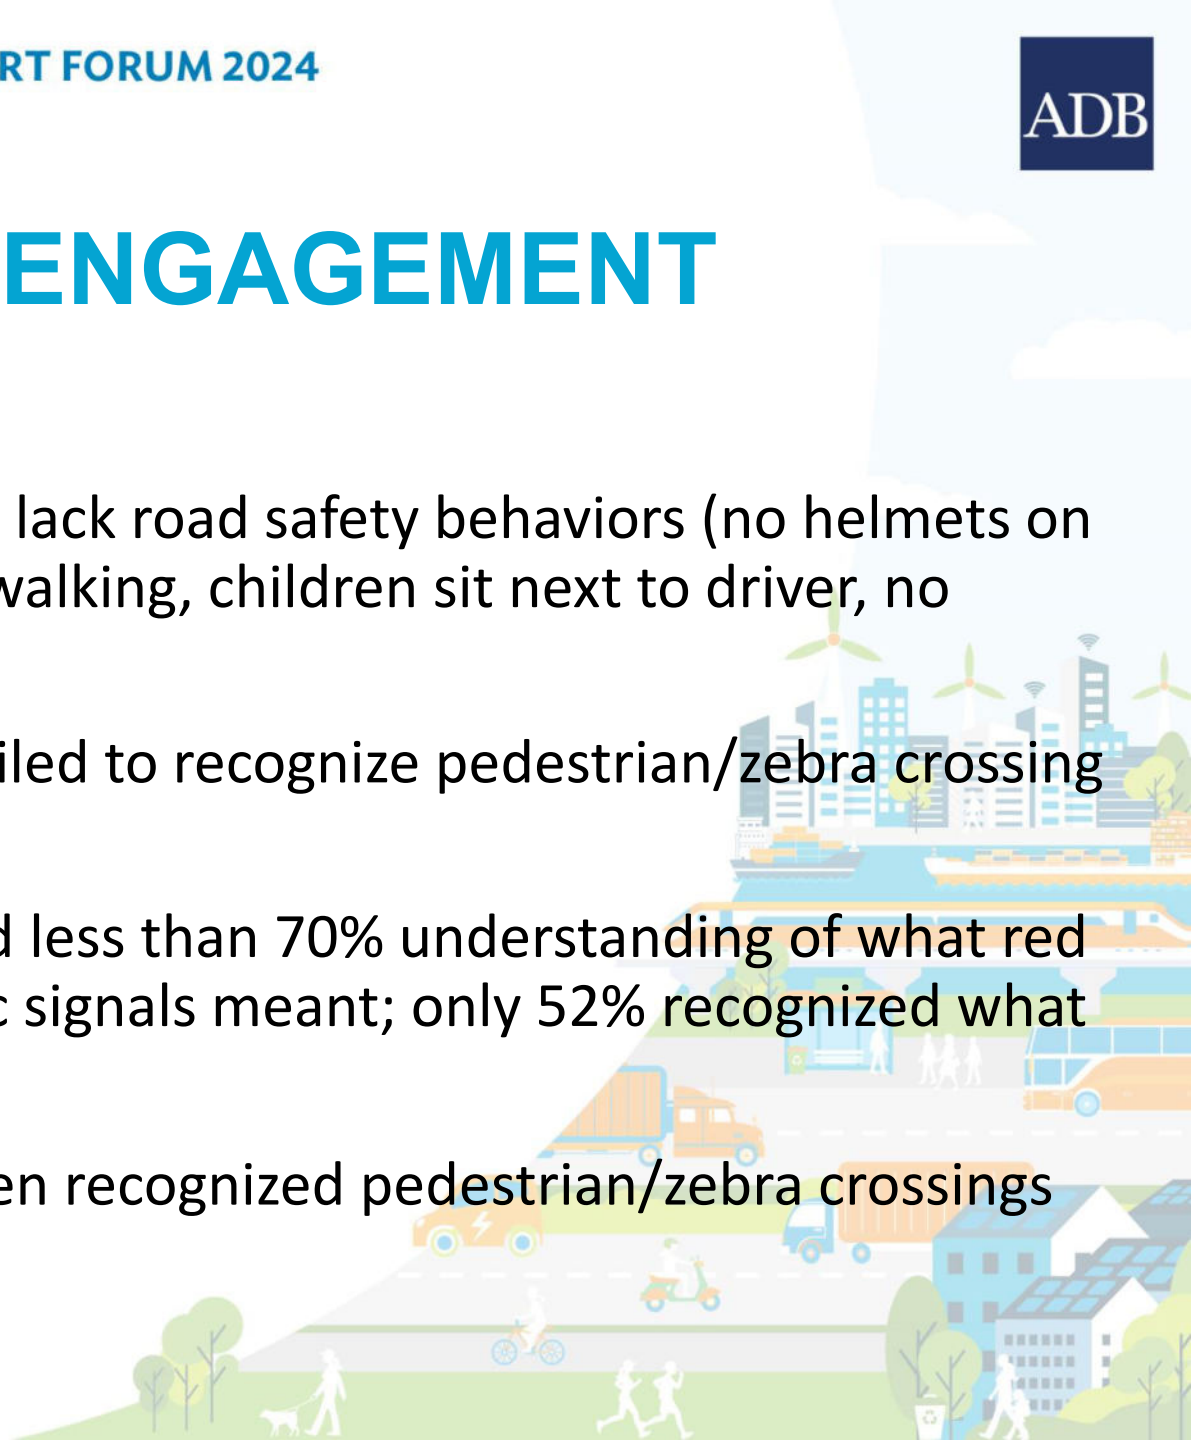 RT FORUM 2024
ADB
ENGAGEMENT
lack road safety behaviors (no helmets on
walking, children sit next to driver, no
iled to recognize pedestrian/zebra crossing
d less than 70% understanding of what red
c signals meant; only 52% recognized what
en recognized pedestrian/zebra crossings